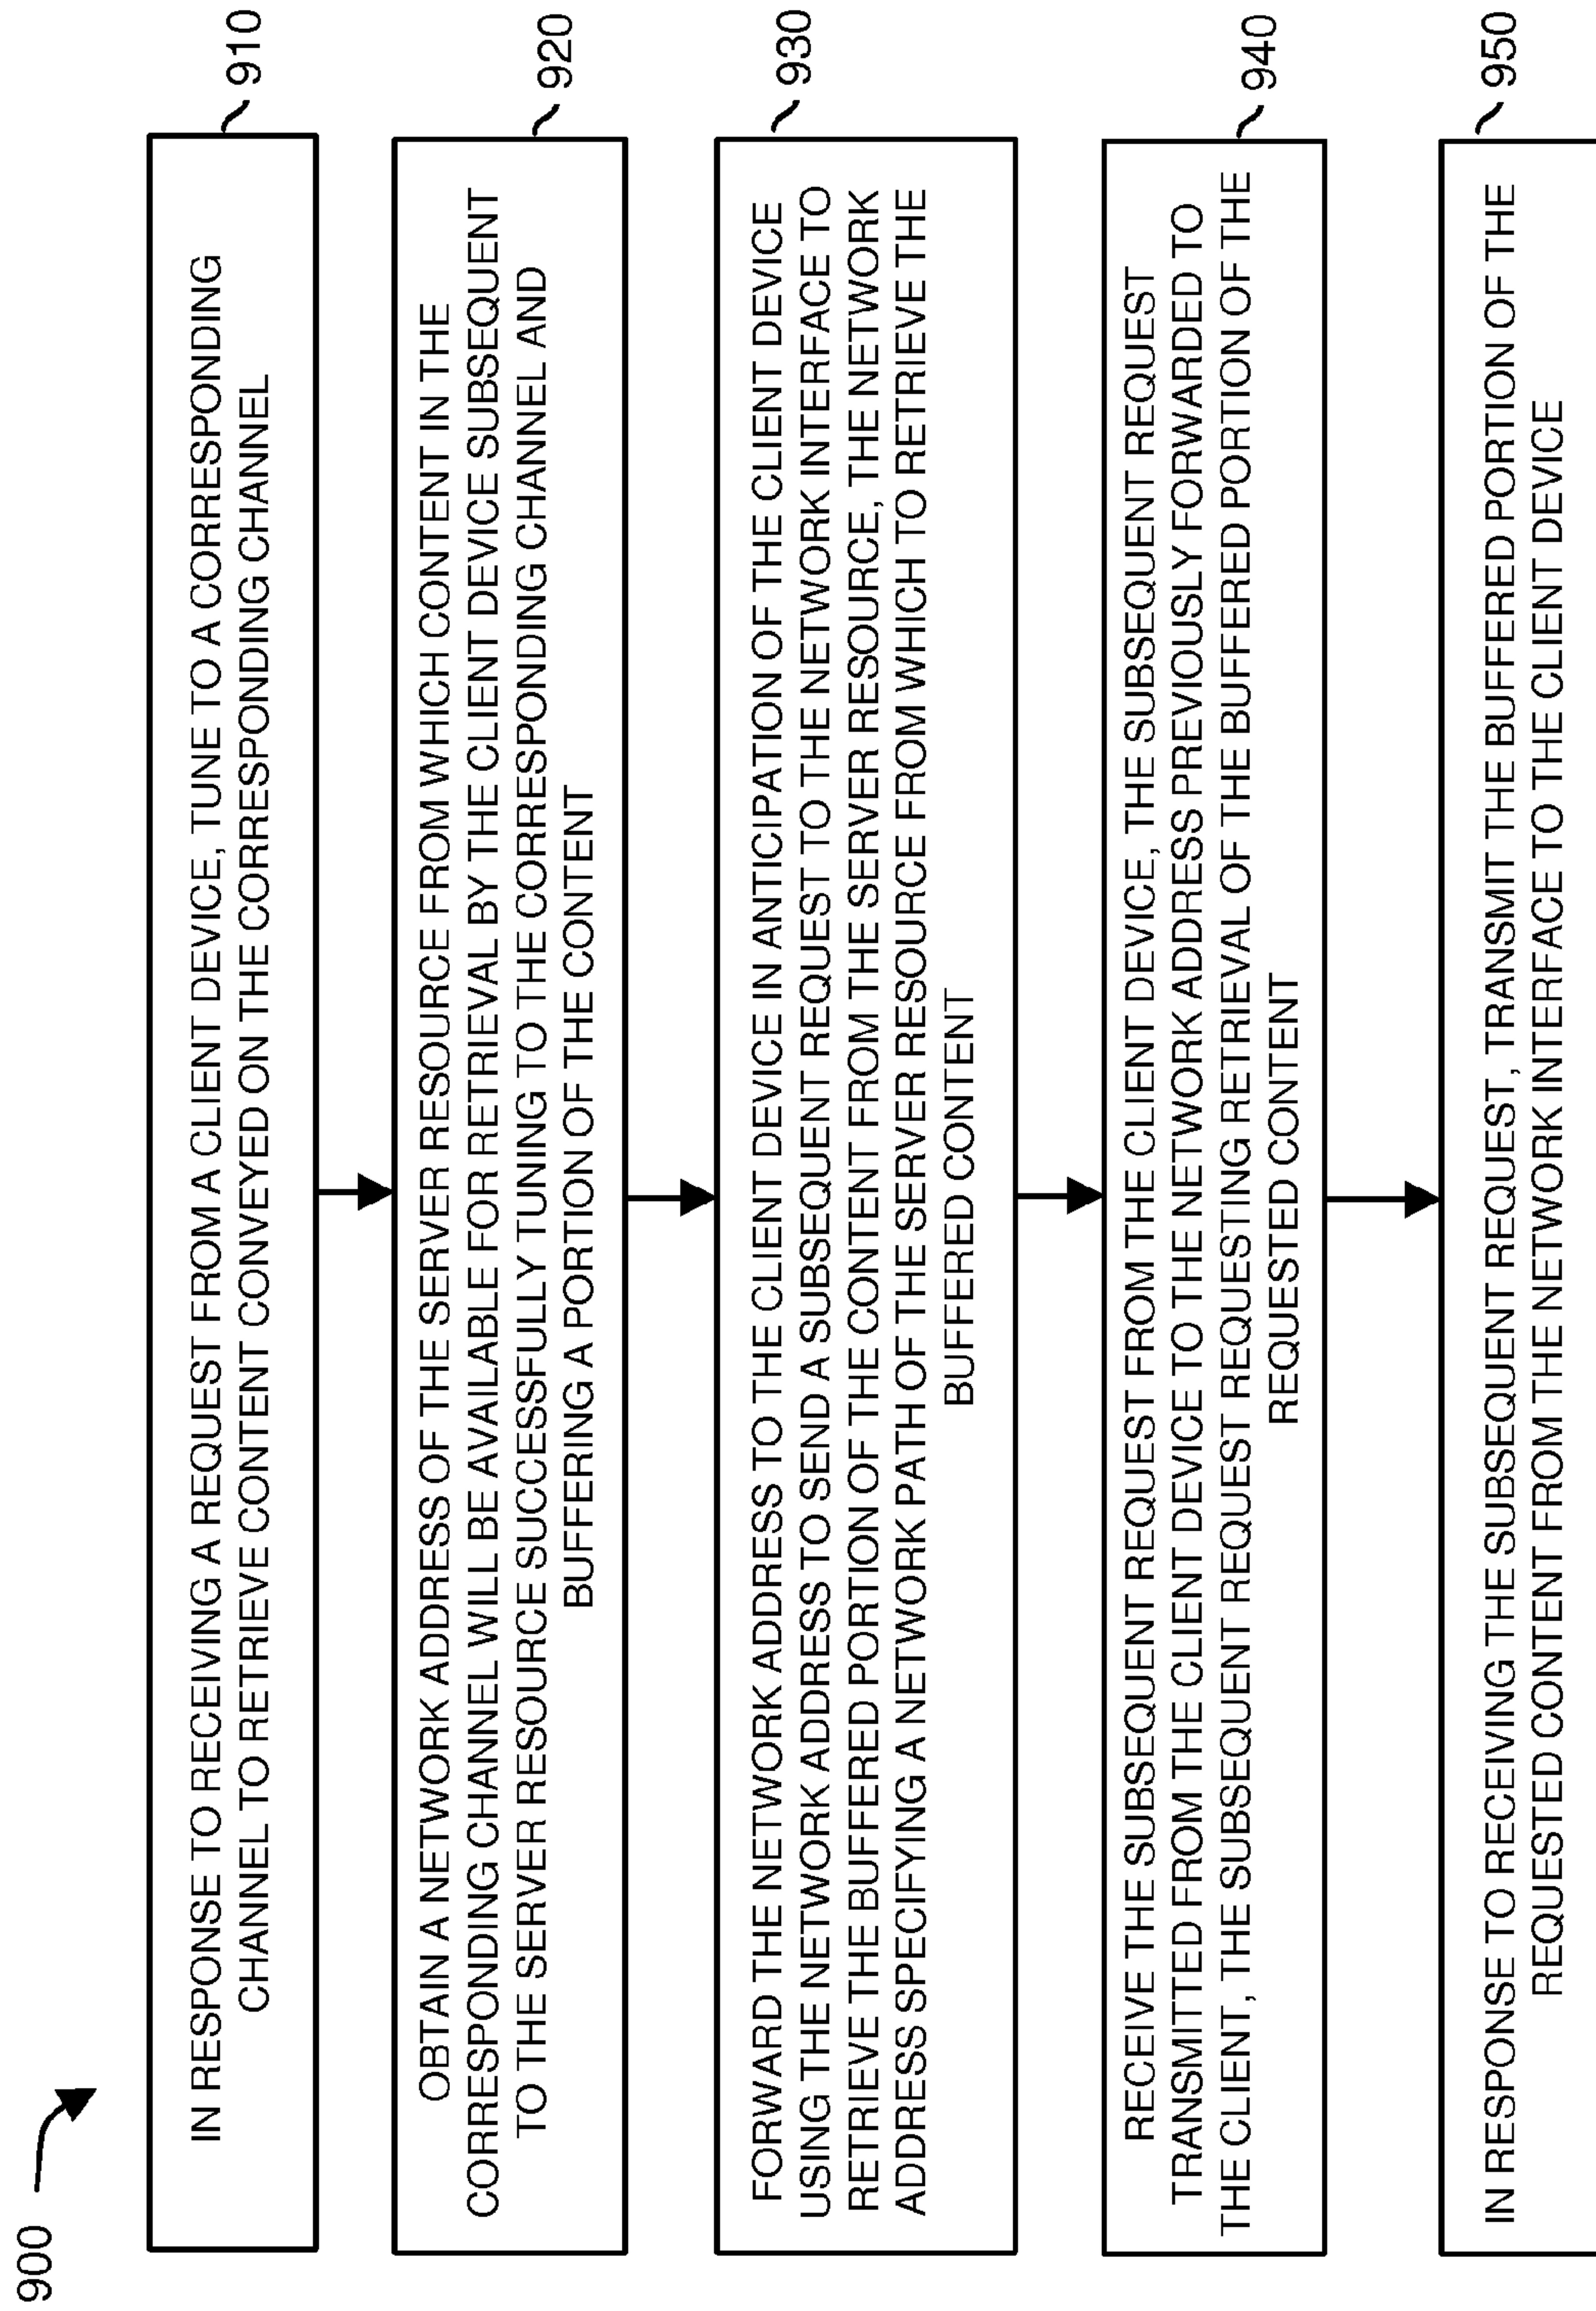 900
IN RESPONSE TO RECEIVING A REQUEST FROM A CLIENT DEVICE, TUNE TO A CORRESPONDING
CHANNEL TO RETRIEVE CONTENT CONVEYED ON THE CORRESPONDING CHANNEL
910
OBTAIN A NETWORK ADDRESS OF THE SERVER RESOURCE FROM WHICH CONTENT IN THE
CORRESPONDING CHANNEL WILL BE AVAILABLE FOR RETRIEVAL BY THE CLIENT DEVICE SUBSEQUENT
TO THE SERVER RESOURCE SUCCESSFULLY TUNING TO THE CORRESPONDING CHANNEL AND
BUFFERING A PORTION OF THE CONTENT
920
FORWARD THE NETWORK ADDRESS TO THE CLIENT DEVICE IN ANTICIPATION OF THE CLIENT DEVICE
USING THE NETWORK ADDRESS TO SEND A SUBSEQUENT REQUEST TO THE NETWORK INTERFACE TO
RETRIEVE THE BUFFERED PORTION OF THE CONTENT FROM THE SERVER RESOURCE, THE NETWORK
ADDRESS SPECIFYING A NETWORK PATH OF THE SERVER RESOURCE FROM WHICH TO RETRIEVE THE
BUFFERED CONTENT
930
RECEIVE THE SUBSEQUENT REQUEST FROM THE CLIENT DEVICE, THE SUBSEQUENT REQUEST
TRANSMITTED FROM THE CLIENT DEVICE TO THE NETWORK ADDRESS PREVIOUSLY FORWARDED TO
THE CLIENT, THE SUBSEQUENT REQUEST REQUESTING RETRIEVAL OF THE BUFFERED PORTION OF THE
REQUESTED CONTENT
940
IN RESPONSE TO RECEIVING THE SUBSEQUENT REQUEST, TRANSMIT THE BUFFERED PORTION OF THE
REQUESTED CONTENT FROM THE NETWORK INTERFACE TO THE CLIENT DEVICE
950